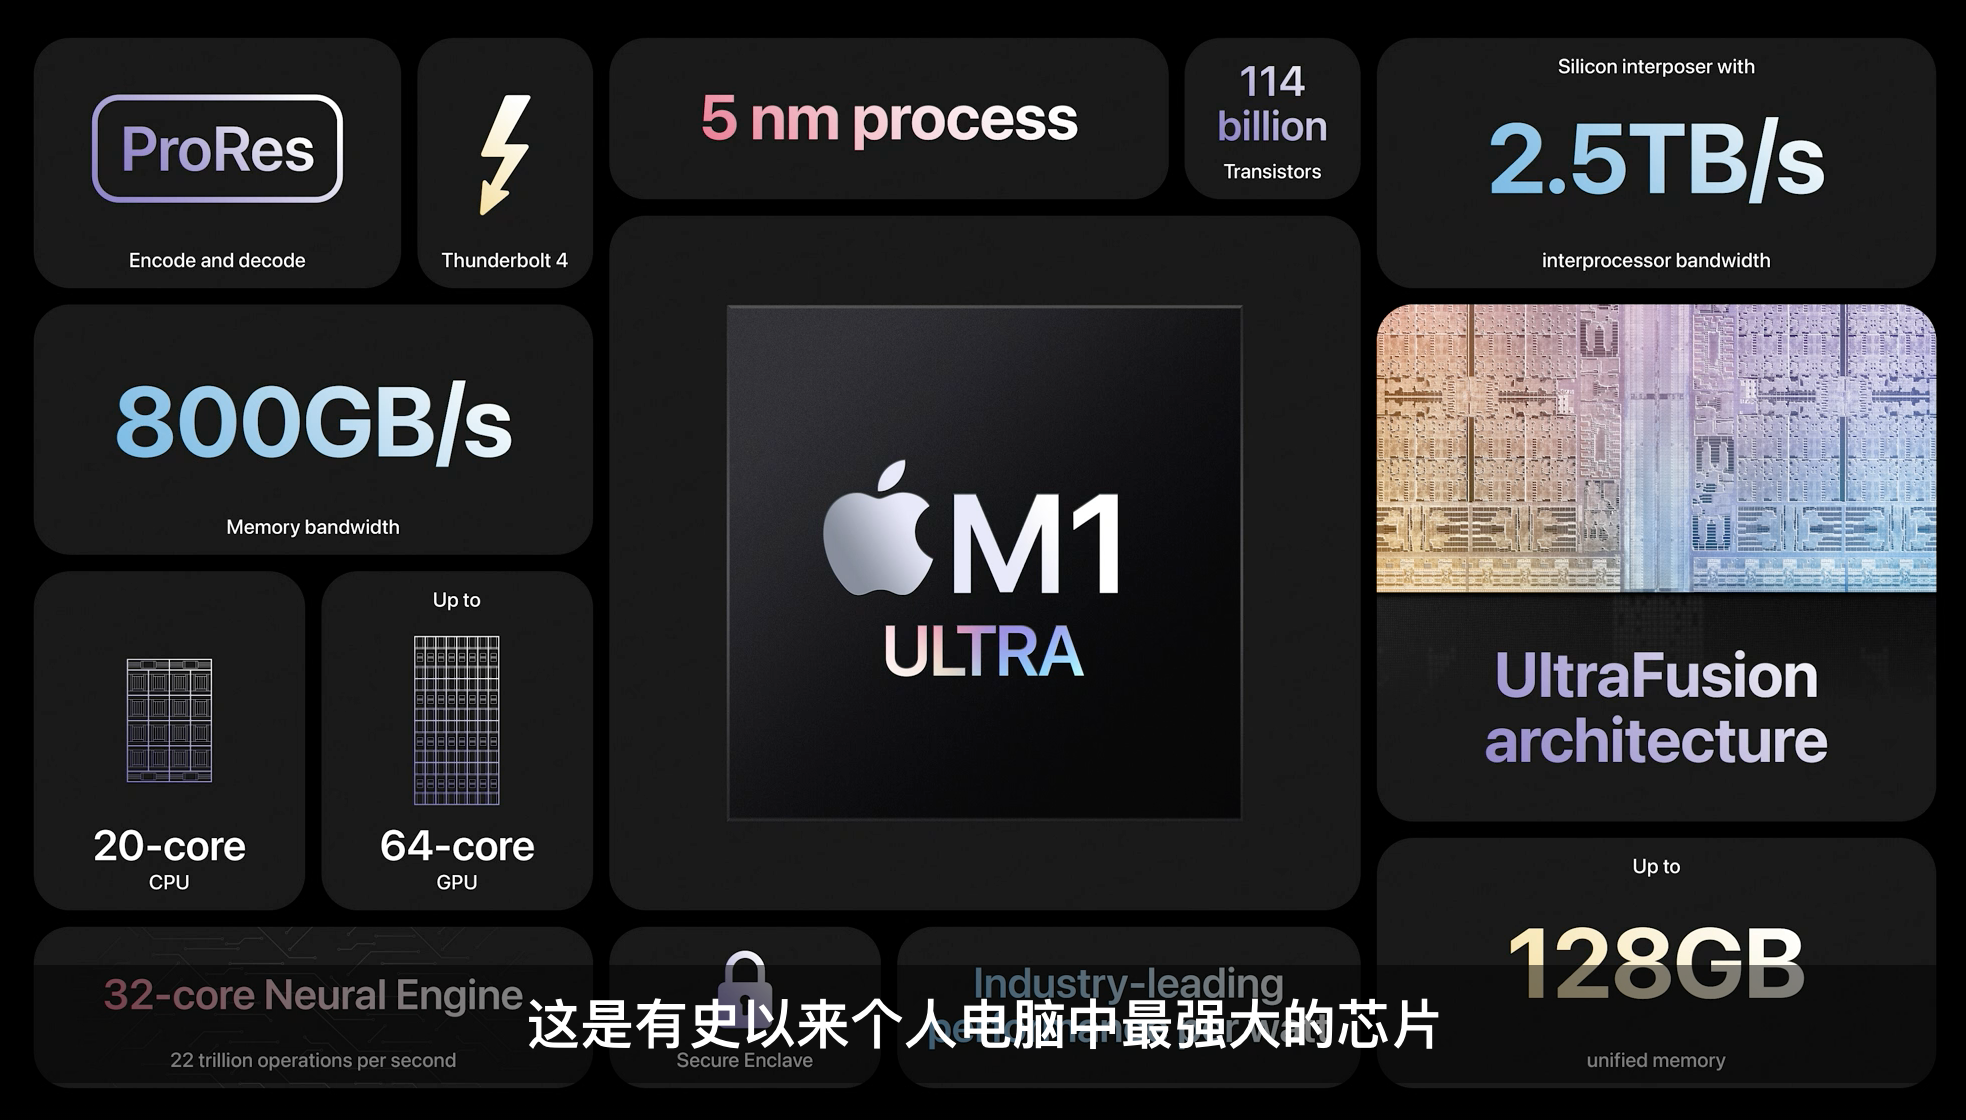 ProRes
Encode and decode
Thunderbolt 4
5 nm process
114
billion
Transistors
Silicon interposer with
2.5TB/s
interprocessor bandwidth
800GB/s
Memory bandwidth
M1
ULTRA
UltraFusion
architecture
20-core
CPU
Up to
64-core
GPU
Up to
128GB
unified memory
32-core Neural Engine
22 trillion operations per second
Secure Enclave
Industry-leading
performance per watt
这是有史以来个人电脑中最强大的芯片